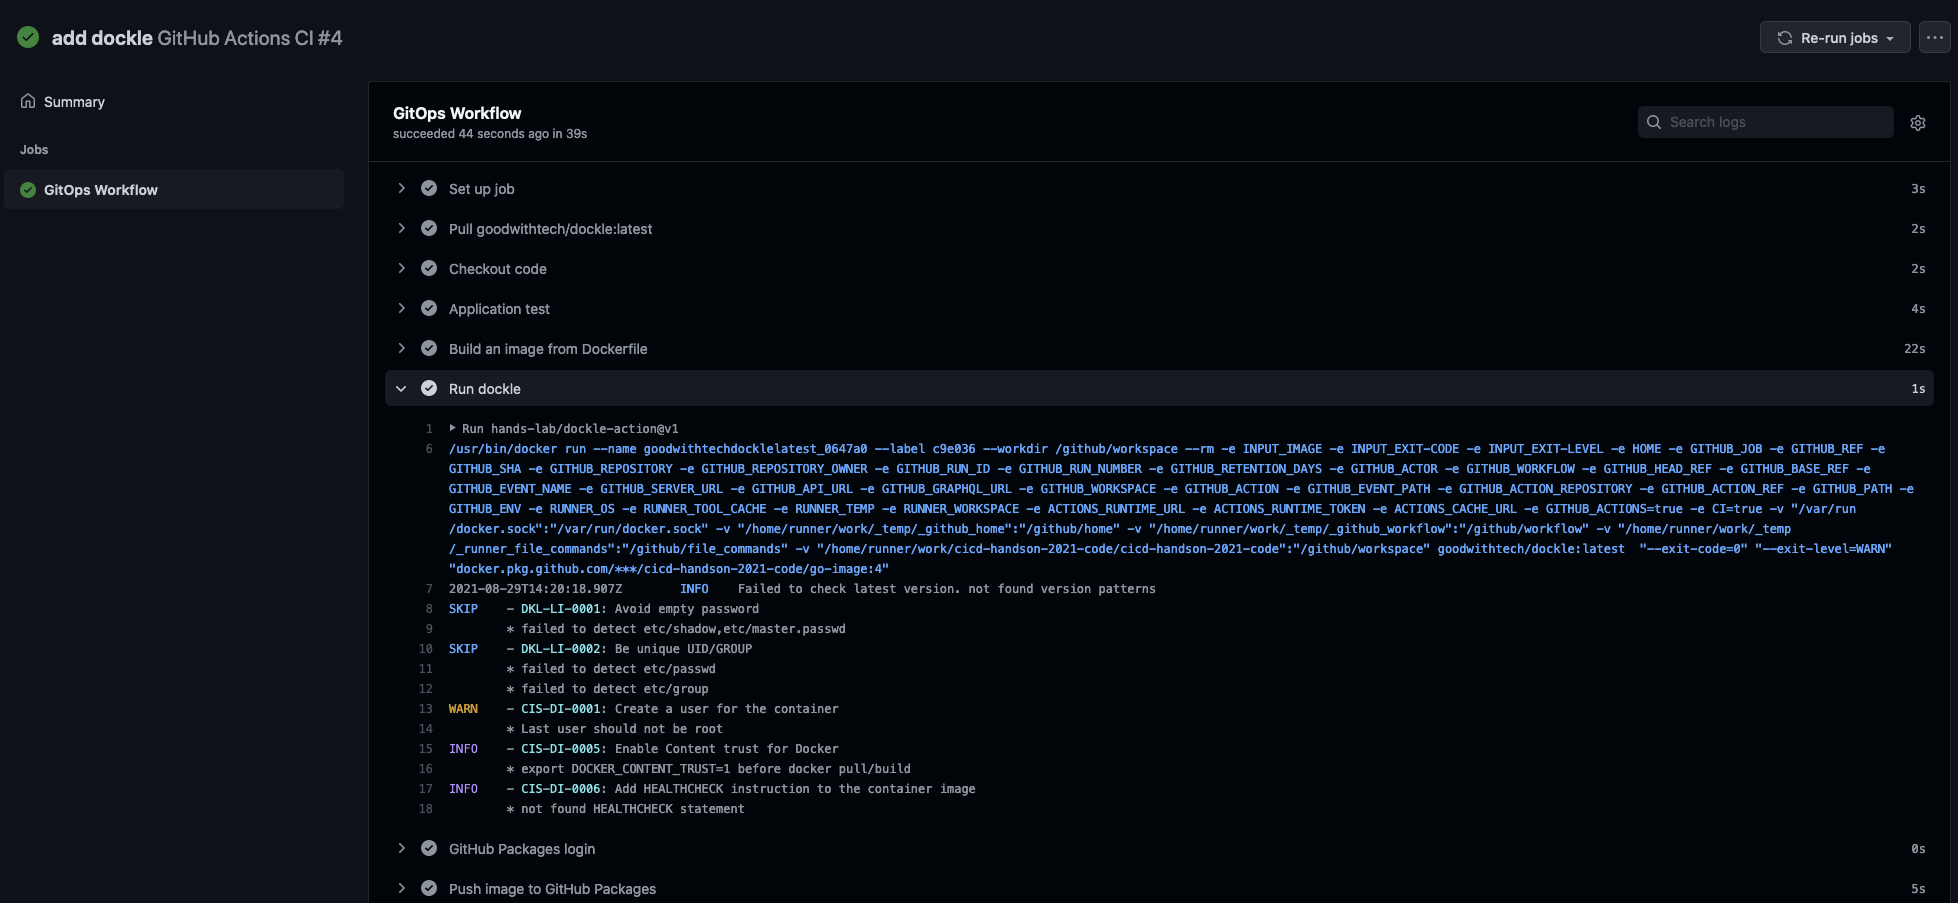 add dockle GitHub Actions CI #4
Re-run jobs
Summary
Jobs
GitOps Workflow
GitOps Workflow
succeeded 44 seconds ago in 39s
Search logs
Set up job 3s
Pull goodwithtech/dockle:latest 2s
Checkout code 2s
Application test 4s
Build an image from Dockerfile 22s
Run dockle 1s
1 Run hands-lab/dockle-action@v1
6 /usr/bin/docker run --name goodwithtechdocklelatest_0647a0 --label c9e036 --workdir /github/workspace --rm -e INPUT_IMAGE -e INPUT_EXIT-CODE -e INPUT_EXIT-LEVEL -e HOME -e GITHUB_JOB -e GITHUB_REF -e
GITHUB_SHA -e GITHUB_REPOSITORY -e GITHUB_REPOSITORY_OWNER -e GITHUB_RUN_ID -e GITHUB_RUN_NUMBER -e GITHUB_RETENTION_DAYS -e GITHUB_ACTOR -e GITHUB_WORKFLOW -e GITHUB_HEAD_REF -e GITHUB_BASE_REF -e
GITHUB_EVENT_NAME -e GITHUB_SERVER_URL -e GITHUB_API_URL -e GITHUB_GRAPHQL_URL -e GITHUB_WORKSPACE -e GITHUB_ACTION -e GITHUB_EVENT_PATH -e GITHUB_ACTION_REPOSITORY -e GITHUB_ACTION_REF -e GITHUB_PATH -e
GITHUB_ENV -e RUNNER_OS -e RUNNER_TOOL_CACHE -e RUNNER_TEMP -e RUNNER_WORKSPACE -e ACTIONS_RUNTIME_URL -e ACTIONS_RUNTIME_TOKEN -e ACTIONS_CACHE_URL -e GITHUB_ACTIONS=true -e CI=true -v "/var/run
/docker.sock":"/var/run/docker.sock" -v "/home/runner/work/_temp/_github_home":"/github/home" -v "/home/runner/work/_temp/_github_workflow":"/github/workflow" -v "/home/runner/work/_temp
/_runner_file_commands":"/github/file_commands" -v "/home/runner/work/cicd-handson-2021-code/cicd-handson-2021-code":"/github/workspace" goodwithtech/dockle:latest  "--exit-code=0" "--exit-level=WARN"
"docker.pkg.github.com/***/cicd-handson-2021-code/go-image:4"
7 2021-08-29T14:20:18.907Z INFO Failed to check latest version. not found version patterns
8 SKIP - DKL-LI-0001: Avoid empty password
9 * failed to detect etc/shadow,etc/master.passwd
10 SKIP - DKL-LI-0002: Be unique UID/GROUP
11 * failed to detect etc/passwd
12 * failed to detect etc/group
13 WARN - CIS-DI-0001: Create a user for the container
14 * Last user should not be root
15 INFO - CIS-DI-0005: Enable Content trust for Docker
16 * export DOCKER_CONTENT_TRUST=1 before docker pull/build
17 INFO - CIS-DI-0006: Add HEALTHCHECK instruction to the container image
18 * not found HEALTHCHECK statement
GitHub Packages login 0s
Push image to GitHub Packages 5s